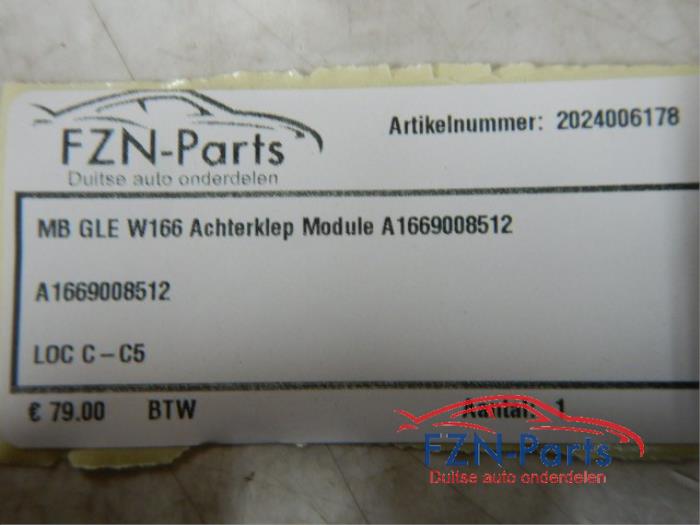 FZN-Parts
Duitse auto onderdelen
Artikelnummer: 2024006178
MB GLE W166 Achterklep Module A1669008512
A1669008512
LOC C - C5
€ 79.00 BTW Aantal: 1
FZN-Parts
Duitse auto onderdelen